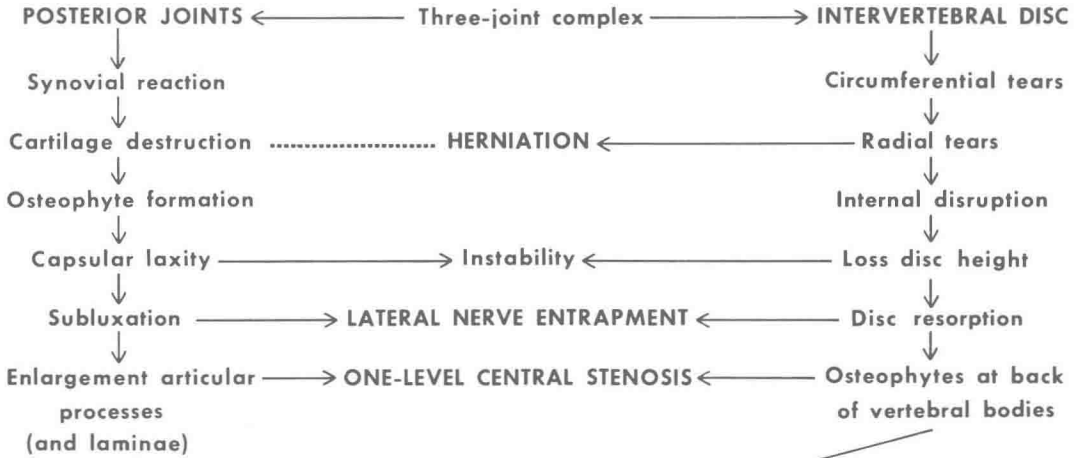 POSTERIOR JOINTS Three-joint complex INTERVERTEBRAL DISC
Synovial reaction Circumferential tears
Cartilage destruction HERNIATION Radial tears
Osteophyte formation Internal disruption
Capsular laxity Instability Loss disc height
Subluxation LATERAL NERVE ENTRAPMENT Disc resorption
Enlargement articular ONE-LEVEL CENTRAL STENOSIS Osteophytes at back
processes of vertebral bodies
(and laminae)